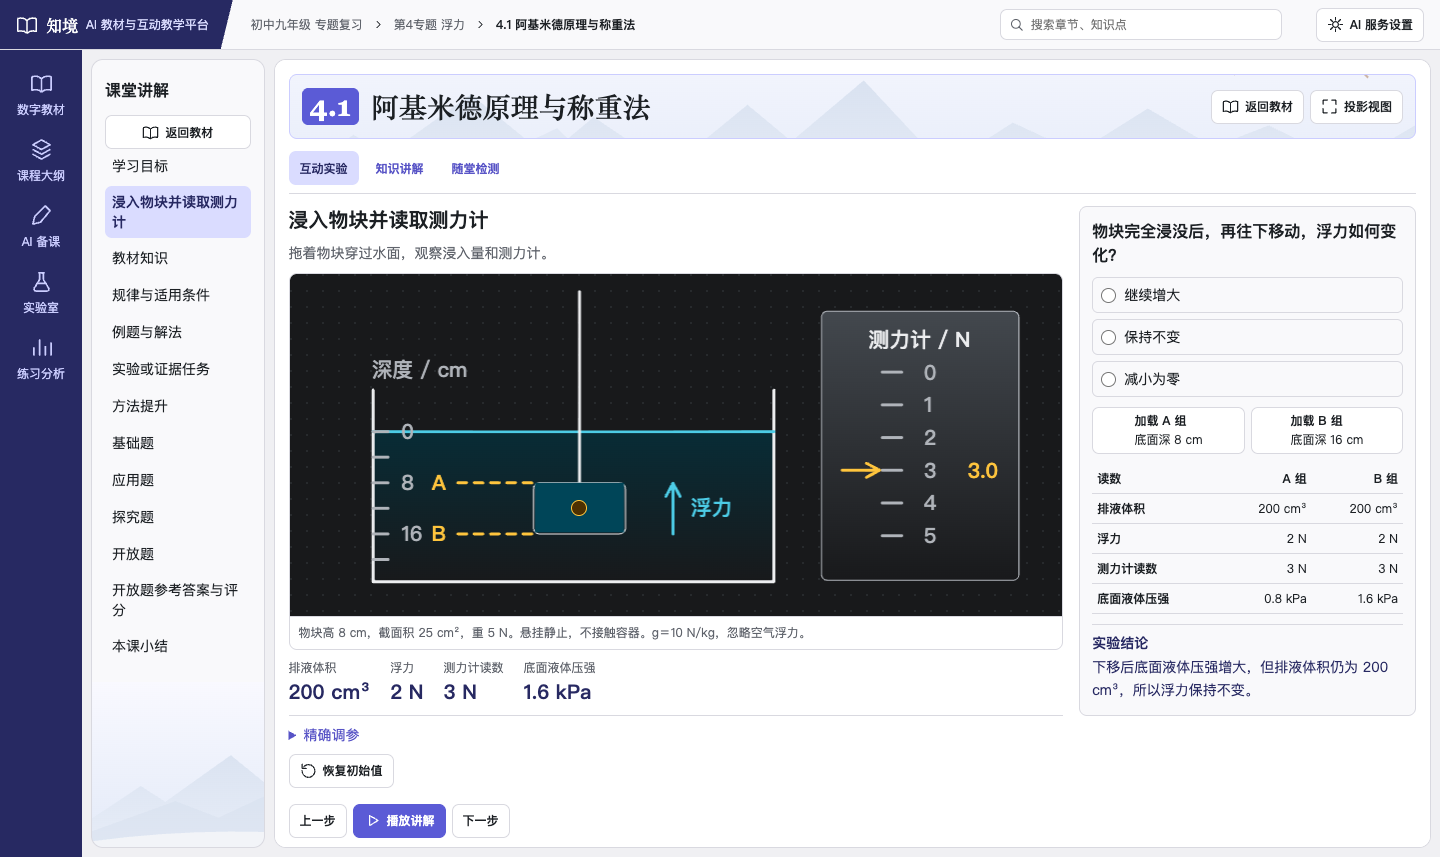 知境 AI 教材与互动教学平台
初中九年级 专题复习 > 第4专题 浮力 > 4.1 阿基米德原理与称重法
搜索章节、知识点
AI 服务设置
数字教材
课程大纲
AI 备课
实验室
练习分析
课堂讲解
返回教材
学习目标
浸入物块并读取测力
计
教材知识
规律与适用条件
例题与解法
实验或证据任务
方法提升
基础题
应用题
探究题
开放题
开放题参考答案与评
分
本课小结
4.1 阿基米德原理与称重法
返回教材
投影视图
互动实验 知识讲解 随堂检测
浸入物块并读取测力计
拖着物块穿过水面，观察浸入量和测力计。
深度 / cm
0
8 A
16 B
浮力
测力计 / N
0
1
2
3 3.0
4
5
物块高 8 cm，截面积 25 cm²，重 5 N。悬挂静止，不接触容器。g＝10 N/kg，忽略空气浮力。
排液体积 浮力 测力计读数 底面液体压强
200 cm³ 2 N 3 N 1.6 kPa
精确调参
恢复初始值
上一步 播放讲解 下一步
物块完全浸没后，再往下移动，浮力如何变
化？
继续增大
保持不变
减小为零
加载 A 组
底面深 8 cm
加载 B 组
底面深 16 cm
读数 A 组 B 组
排液体积 200 cm³ 200 cm³
浮力 2 N 2 N
测力计读数 3 N 3 N
底面液体压强 0.8 kPa 1.6 kPa
实验结论
下移后底面液体压强增大，但排液体积仍为 200
cm³，所以浮力保持不变。